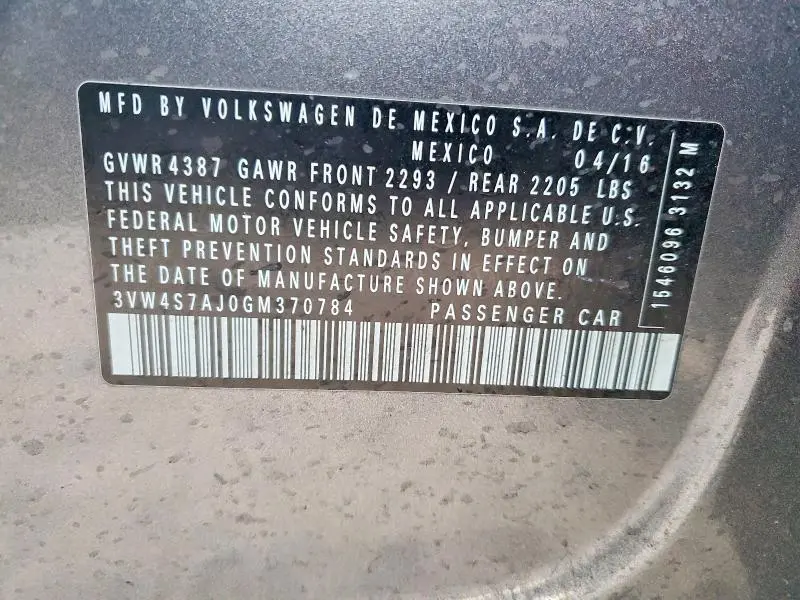 MFD BY VOLKSWAGEN DE MEXICO S.A. DE C.V.
MEXICO 04/16
GVWR 4387 GAWR FRONT 2293 / REAR 2205 LBS
THIS VEHICLE CONFORMS TO ALL APPLICABLE U.S.
FEDERAL MOTOR VEHICLE SAFETY, BUMPER AND
THEFT PREVENTION STANDARDS IN EFFECT ON
THE DATE OF MANUFACTURE SHOWN ABOVE.
3VW4S7AJ0GM370784 PASSENGER CAR
1546096 3132 M